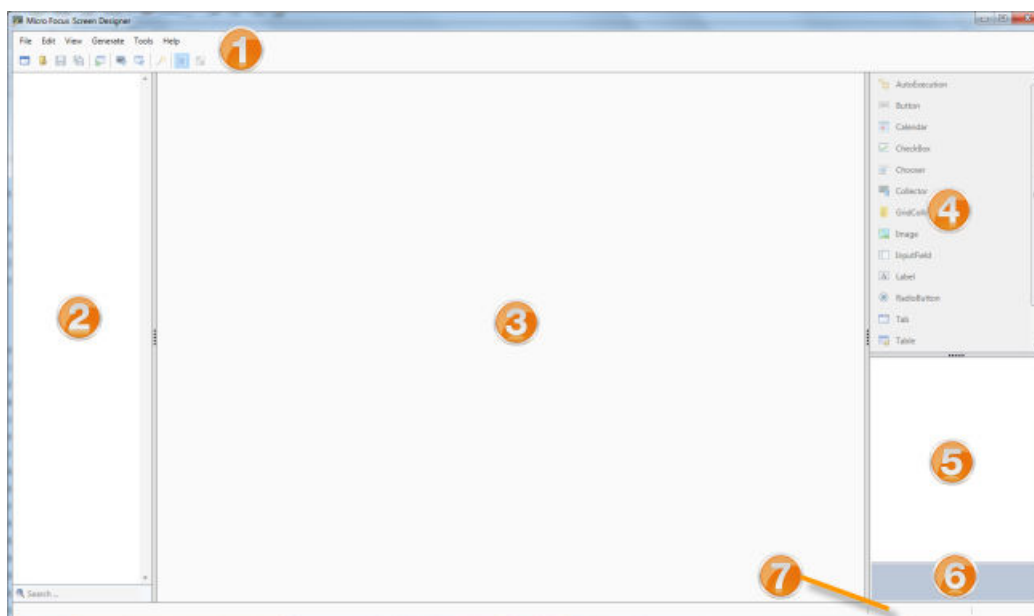 Micro Focus Screen Designer
File Edit View Generate Tools Help
1
AutoExecution
Button
Calendar
CheckBox
Chooser
Collector
4
Image
InputField
Label
RadioButton
2
3
Tab
Table
5
7
6
Search...